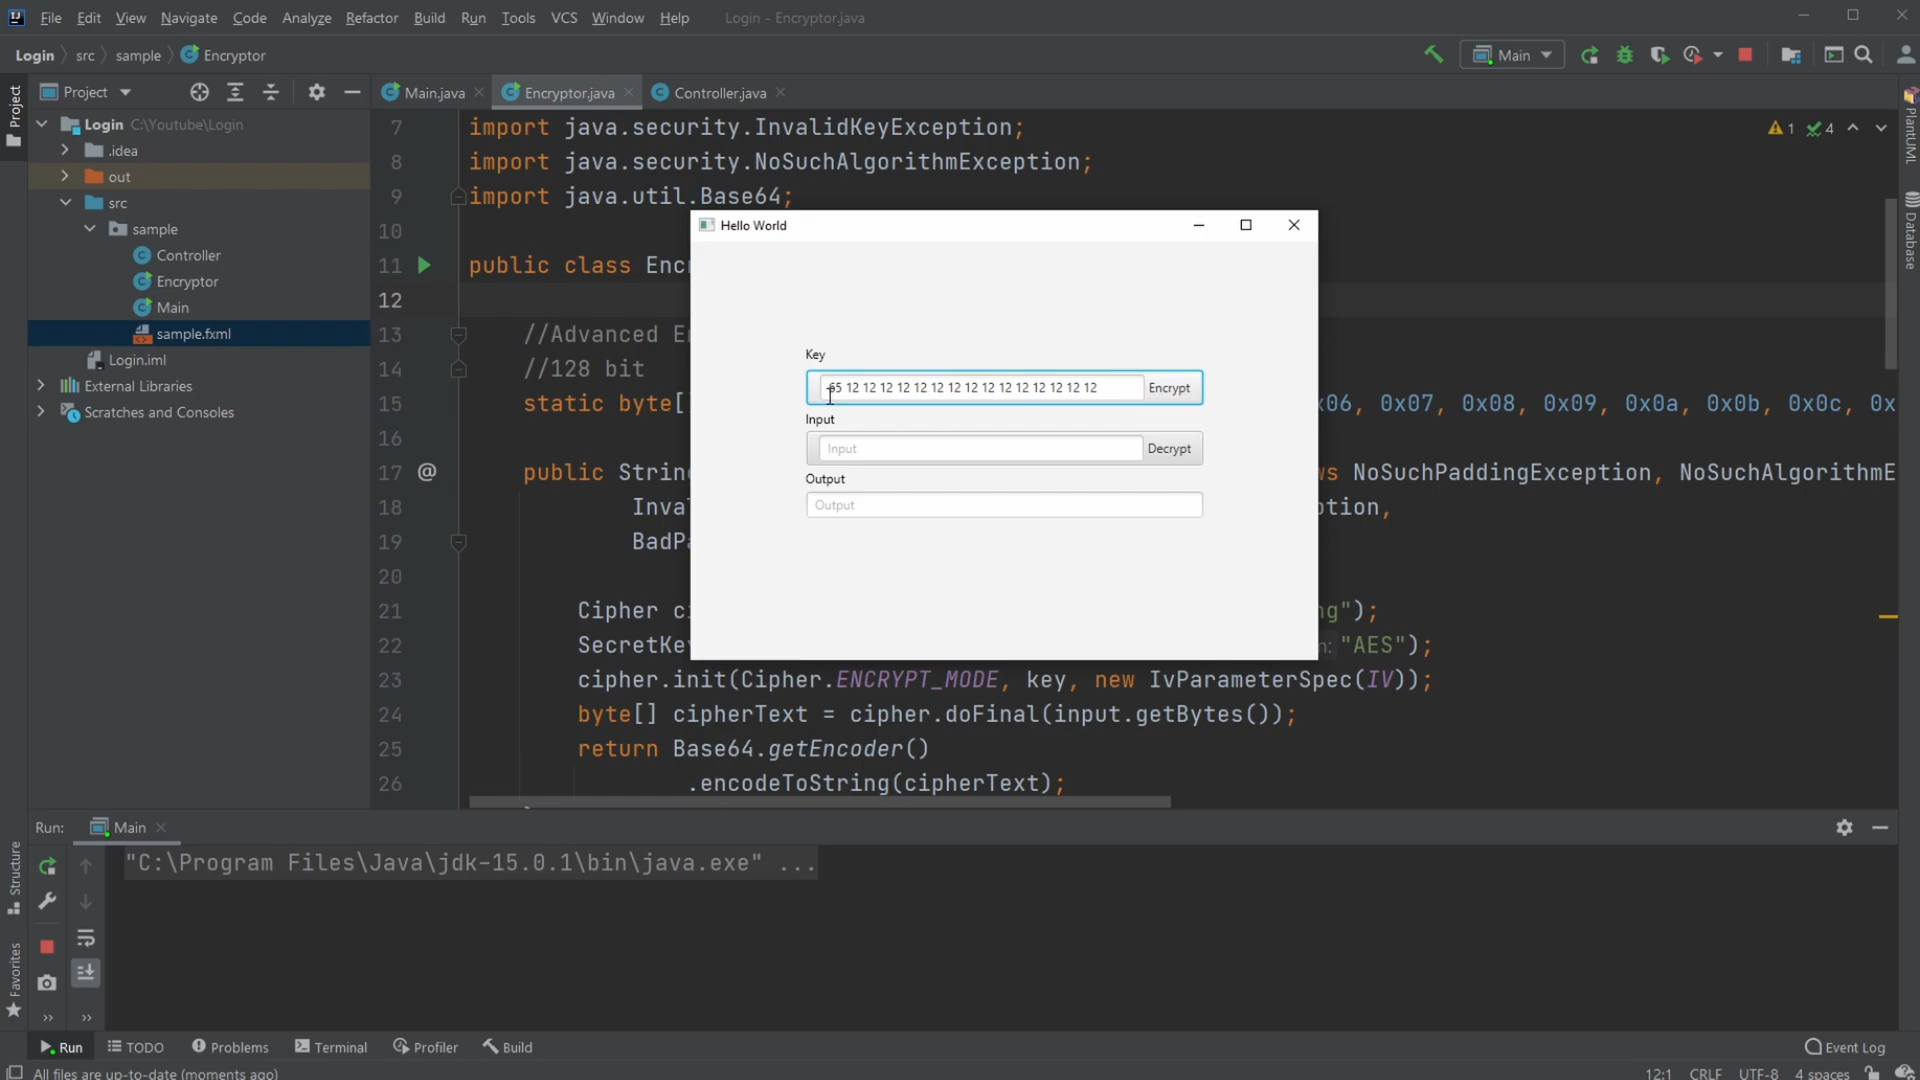 File Edit View Navigate Code Analyze Refactor Build Run Tools VCS Window Help Login - Encryptor.java
Login src sample Encryptor
Main
Project
Main.java
Encryptor.java
Controller.java
Project
Login C:\Youtube\Login
.idea
out
src
sample
Controller
Encryptor
Main
sample.fxml
Login.iml
External Libraries
Scratches and Consoles
1 4
7 import java.security.InvalidKeyException;
8 import java.security.NoSuchAlgorithmException;
9 import java.util.Base64;
10
11 public class Enc
12
13 //Advanced E
14 //128 bit
15 static byte[ x06, 0x07, 0x08, 0x09, 0x0a, 0x0b, 0x0c, 0x
16
17 @ public Strin s NoSuchPaddingException, NoSuchAlgorithmE
18 Inva ption,
19 BadP
20
21 Cipher c ng");
22 SecretKe n: "AES");
23 cipher.init(Cipher.ENCRYPT_MODE, key, new IvParameterSpec(IV));
24 byte[] cipherText = cipher.doFinal(input.getBytes());
25 return Base64.getEncoder()
26 .encodeToString(cipherText);
Hello World
Key
65 12 12 12 12 12 12 12 12 12 12 12 12 12 12 12 Encrypt
Input
Input Decrypt
Output
Output
PlantUML
Database
Structure
Favorites
Run: Main
"C:\Program Files\Java\jdk-15.0.1\bin\java.exe" ...
Run TODO Problems Terminal Profiler Build Event Log
All files are up-to-date (moments ago) 12:1 CRLF UTF-8 4 spaces